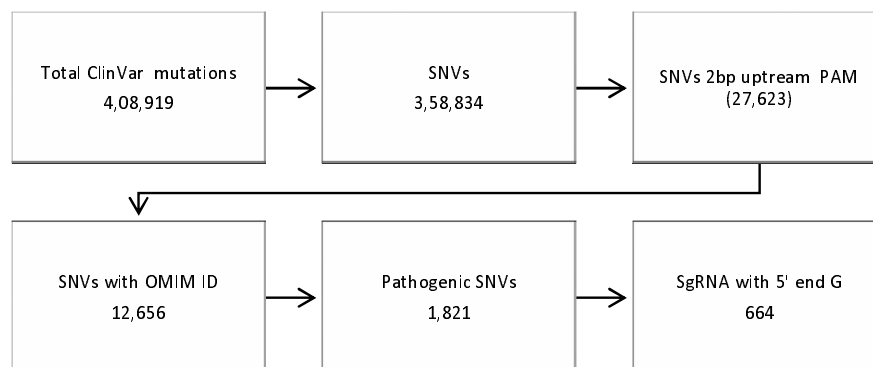 Total ClinVar mutations
4,08,919
SNVs
3,58,834
SNVs 2bp uptream PAM
(27,623)
SNVs with OMIM ID
12,656
Pathogenic SNVs
1,821
SgRNA with 5' end G
664